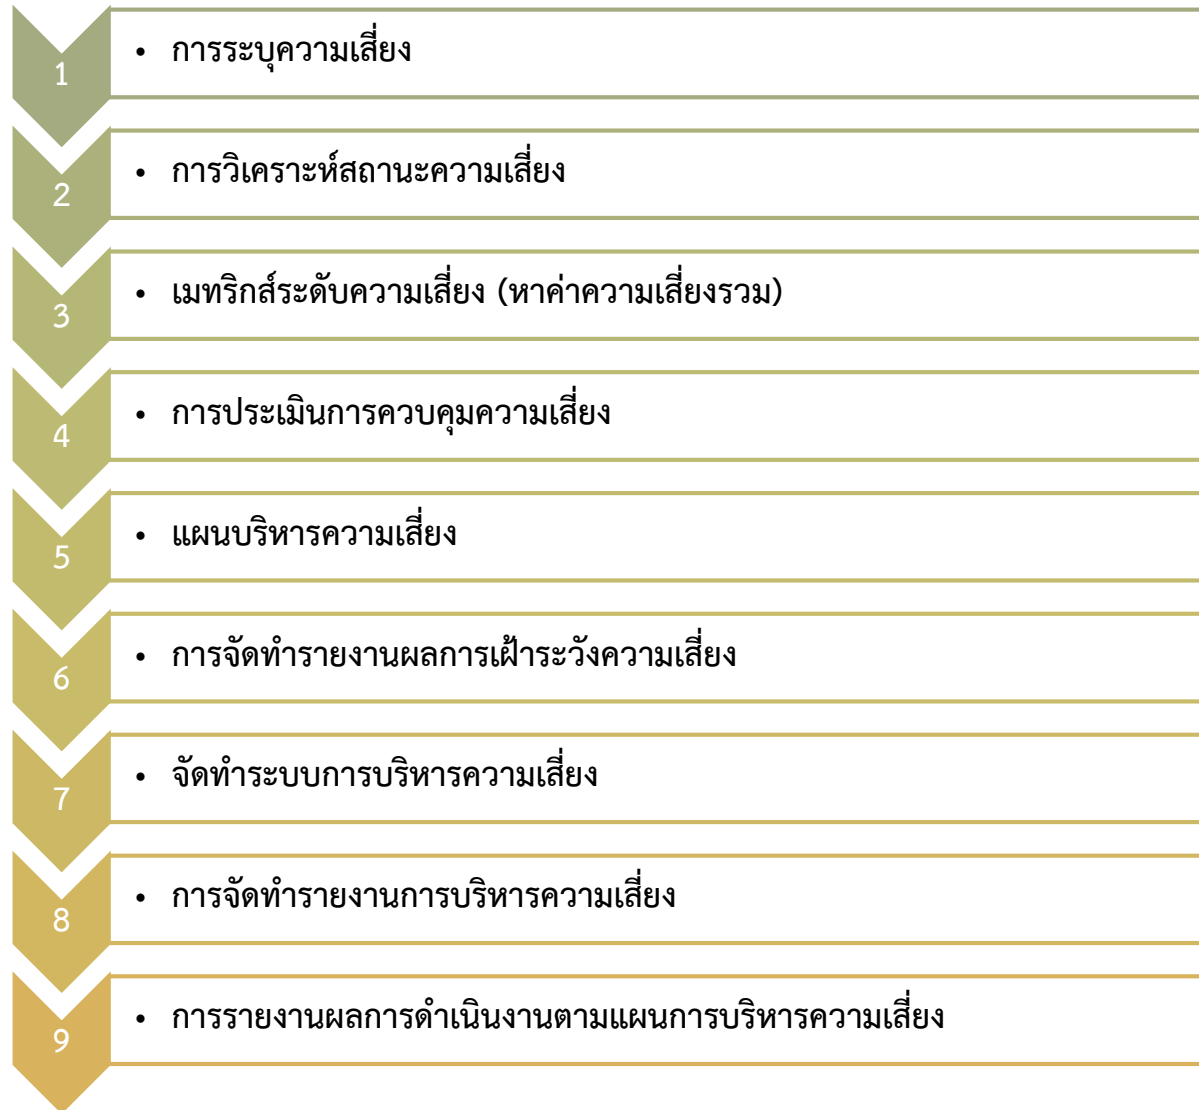 1
• การระบุความเสี่ยง
2
• การวิเคราะห์สถานะความเสี่ยง
3
• เมทริกส์ระดับความเสี่ยง (หาค่าความเสี่ยงรวม)
4
• การประเมินการควบคุมความเสี่ยง
5
• แผนบริหารความเสี่ยง
6
• การจัดทำรายงานผลการเฝ้าระวังความเสี่ยง
7
• จัดทำระบบการบริหารความเสี่ยง
8
• การจัดทำรายงานการบริหารความเสี่ยง
9
• การรายงานผลการดำเนินงานตามแผนการบริหารความเสี่ยง